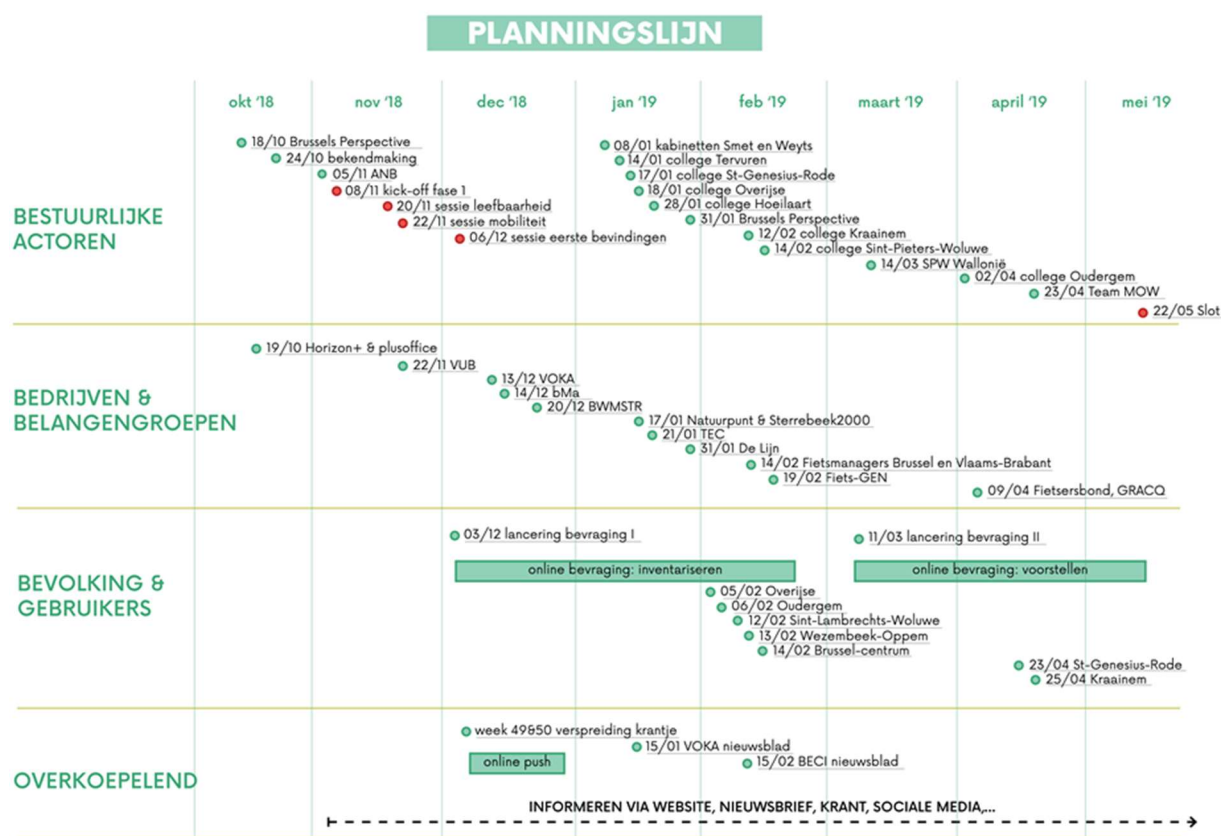 PLANNINGSLIJN
okt ‘18
nov ‘18
dec ‘18
jan ‘19
feb ‘19
maart ‘19
april ‘19
mei ‘19
BESTUURLIJKE
ACTOREN
18/10 Brussels Perspective
24/10 bekendmaking
05/11 ANB
08/11 kick-off fase 1
20/11 sessie leefbaarheid
22/11 sessie mobiliteit
06/12 sessie eerste bevindingen
08/01 kabinetten Smet en Weyts
14/01 college Tervuren
17/01 college St-Genesius-Rode
18/01 college Overijse
28/01 college Hoeilaart
31/01 Brussels Perspective
12/02 college Kraainem
14/02 college Sint-Pieters-Woluwe
14/03 SPW Wallonië
02/04 college Oudergem
23/04 Team MOW
22/05 Slot
BEDRIJVEN &
BELANGENGROEPEN
19/10 Horizon+ & plusoffice
22/11 VUB
13/12 VOKA
14/12 bMa
20/12 BWMSTR
17/01 Natuurpunt & Sterrebeek2000
21/01 TEC
31/01 De Lijn
14/02 Fietsmanagers Brussel en Vlaams-Brabant
19/02 Fiets-GEN
09/04 Fietsersbond, GRACQ
BEVOLKING &
GEBRUIKERS
03/12 lancering bevraging I
11/03 lancering bevraging II
online bevraging: inventariseren
online bevraging: voorstellen
05/02 Overijse
06/02 Oudergem
12/02 Sint-Lambrechts-Woluwe
13/02 Wezembeek-Oppem
14/02 Brussel-centrum
23/04 St-Genesius-Rode
25/04 Kraainem
OVERKOEPELEND
week 49&50 verspreiding krantje
15/01 VOKA nieuwsblad
online push
15/02 BECI nieuwsblad
INFORMEREN VIA WEBSITE, NIEUWSBRIEF, KRANT, SOCIALE MEDIA,...